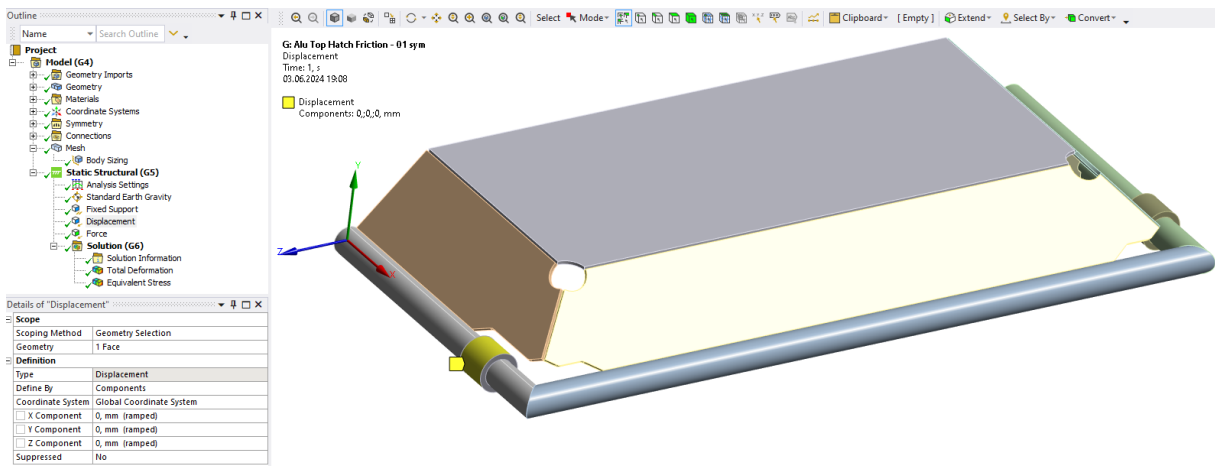 Outline
Name
Search Outline
Project
Model (G4)
Geometry Imports
Geometry
Materials
Coordinate Systems
Symmetry
Connections
Mesh
Body Sizing
Static Structural (G5)
Analysis Settings
Standard Earth Gravity
Fixed Support
Displacement
Force
Solution (G6)
Solution Information
Total Deformation
Equivalent Stress
Details of "Displacement"
Scope
Scoping Method Geometry Selection
Geometry 1 Face
Definition
Type Displacement
Define By Components
Coordinate System Global Coordinate System
X Component 0, mm (ramped)
Y Component 0, mm (ramped)
Z Component 0, mm (ramped)
Suppressed No
Select Mode Clipboard [ Empty ] Extend Select By Convert
G: Alu Top Hatch Friction - 01 sym
Displacement
Time: 1, s
03.06.2024 19:08
Displacement
Components: 0,;0,;0, mm
Y
Z
X